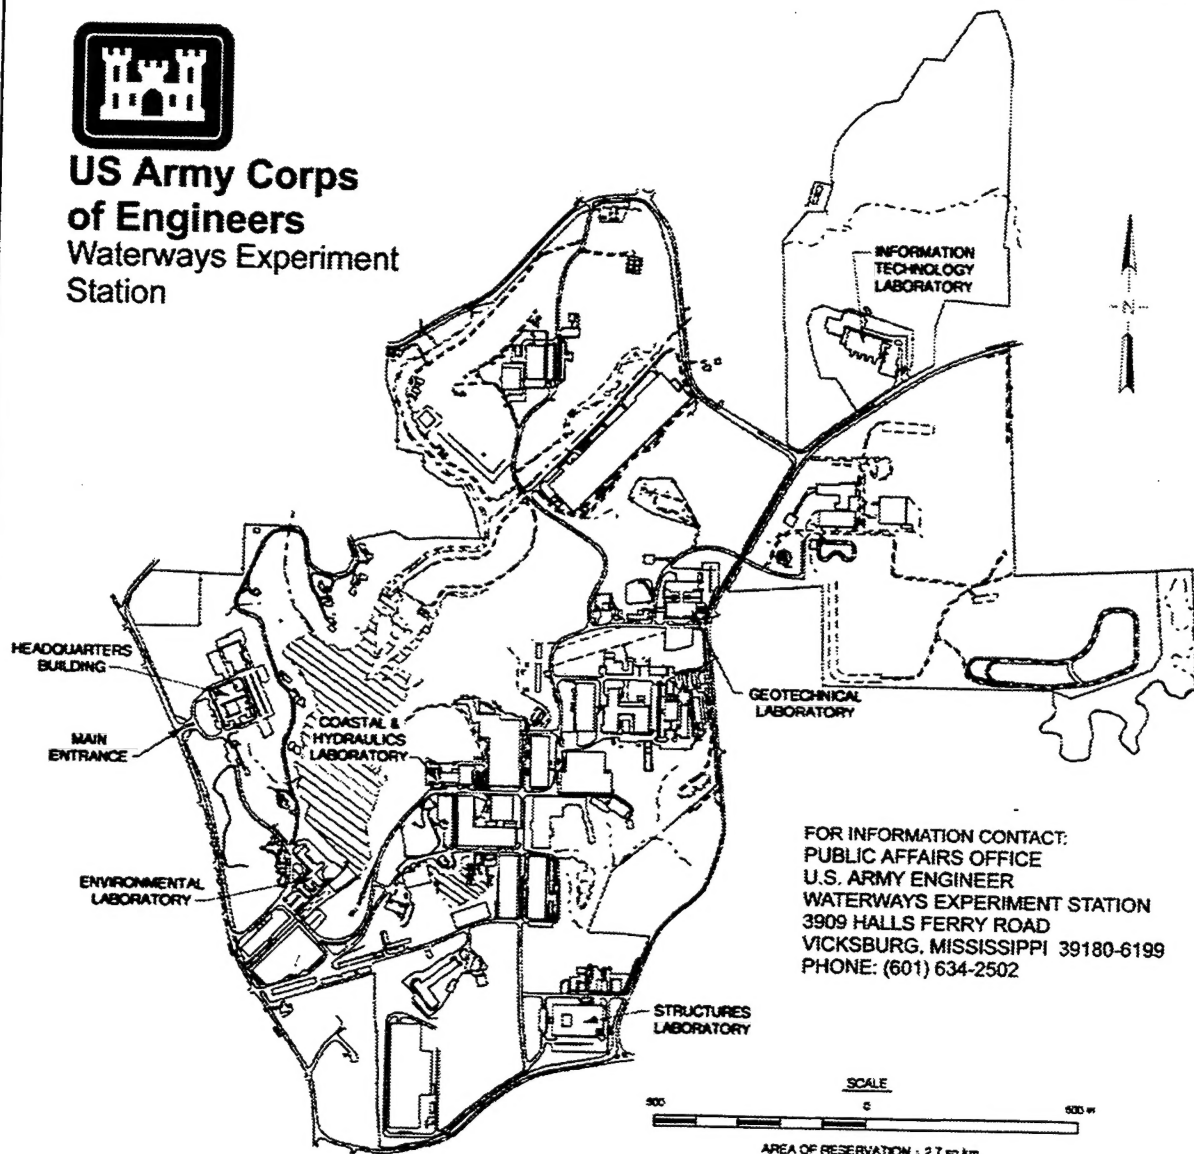 US Army Corps
of Engineers
Waterways Experiment
Station
INFORMATION
TECHNOLOGY
LABORATORY
N
HEADQUARTERS
BUILDING
MAIN
ENTRANCE
COASTAL &
HYDRAULICS
LABORATORY
GEOTECHNICAL
LABORATORY
ENVIRONMENTAL
LABORATORY
FOR INFORMATION CONTACT:
PUBLIC AFFAIRS OFFICE
U.S. ARMY ENGINEER
WATERWAYS EXPERIMENT STATION
3909 HALLS FERRY ROAD
VICKSBURG, MISSISSIPPI 39180-6199
PHONE: (601) 634-2502
STRUCTURES
LABORATORY
SCALE
500 0 500 m
AREA OF RESERVATION : 2.7 sq km